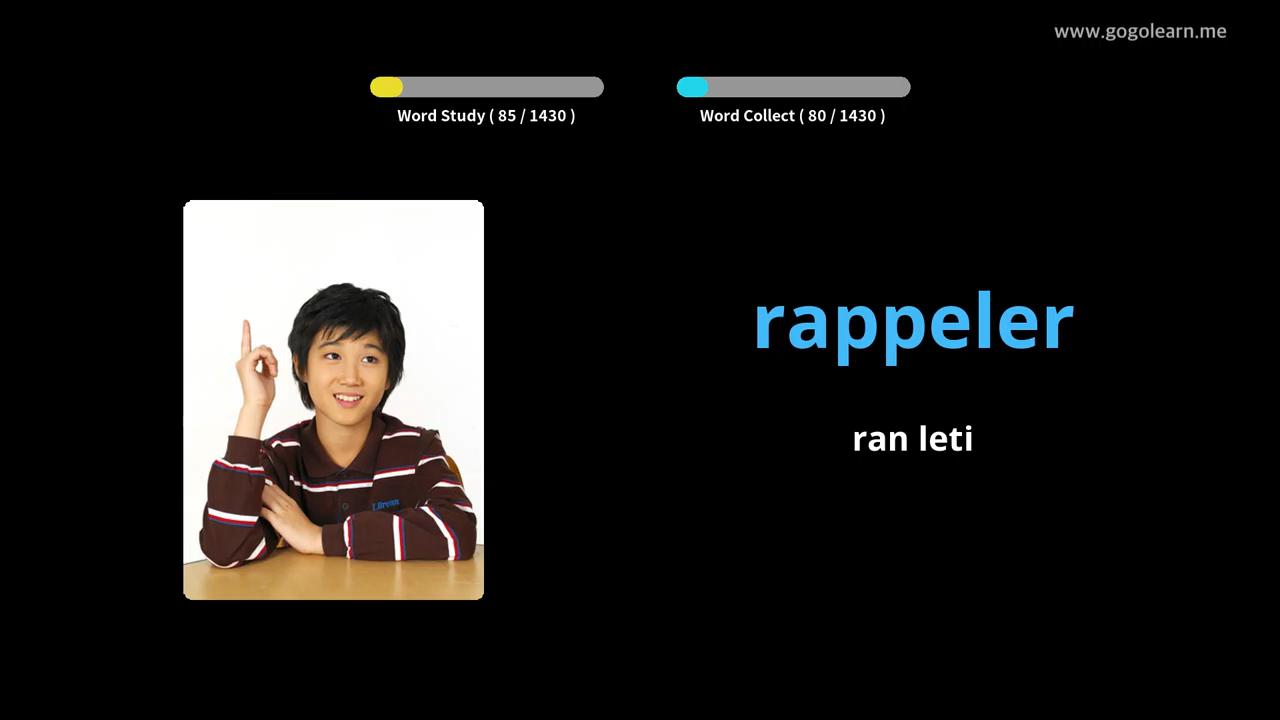 www.gogolearn.me
Word Study ( 85 / 1430 )
Word Collect ( 80 / 1430 )
rappeler
ran leti